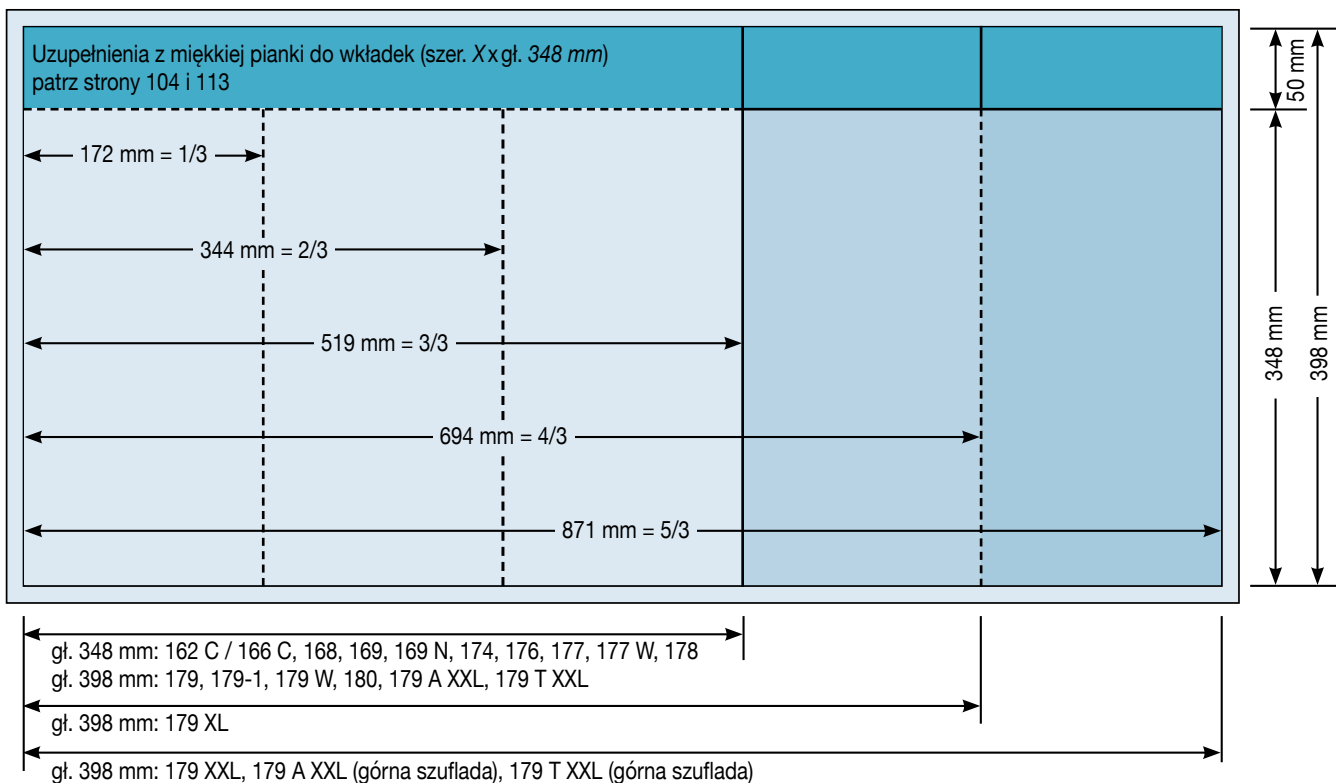 Uzupełnienia z miękkiej pianki do wkładek (szer. X x gł. 348 mm)
patrz strony 104 i 113
50 mm
172 mm = 1/3
344 mm = 2/3
519 mm = 3/3
348 mm
398 mm
694 mm = 4/3
871 mm = 5/3
gł. 348 mm: 162 C / 166 C, 168, 169, 169 N, 174, 176, 177, 177 W, 178
gł. 398 mm: 179, 179-1, 179 W, 180, 179 A XXL, 179 T XXL
gł. 398 mm: 179 XL
gł. 398 mm: 179 XXL, 179 A XXL (górna szuflada), 179 T XXL (górna szuflada)